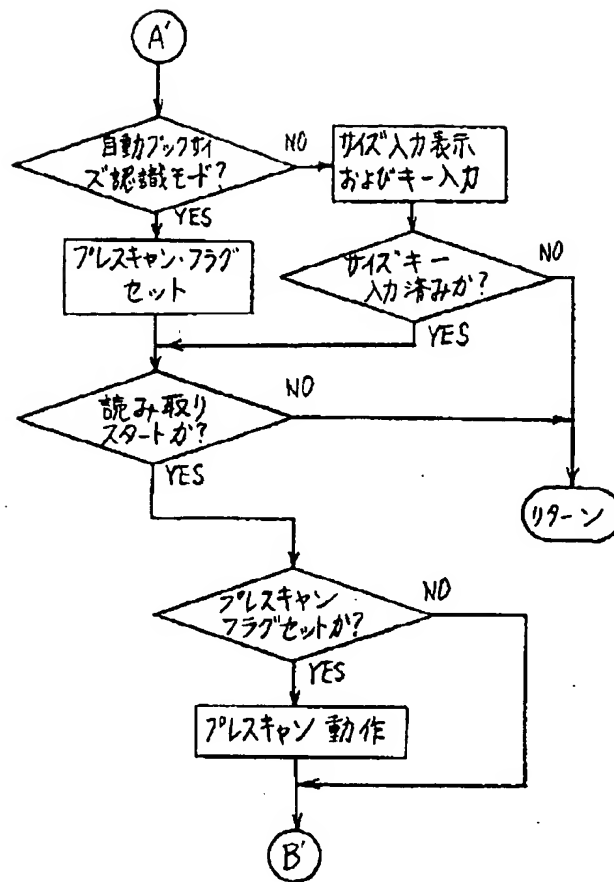 A'
自動ブックサイ
ズ認識モード?
NO
YES
サイズ入力表示
およびキー入力
プレスキャン・フラグ
セット
サイズキー
入力済みか?
NO
YES
読み取り
スタートか?
NO
YES
リターン
プレスキャン
フラグセットか?
NO
YES
プレスキャン 動作
B'